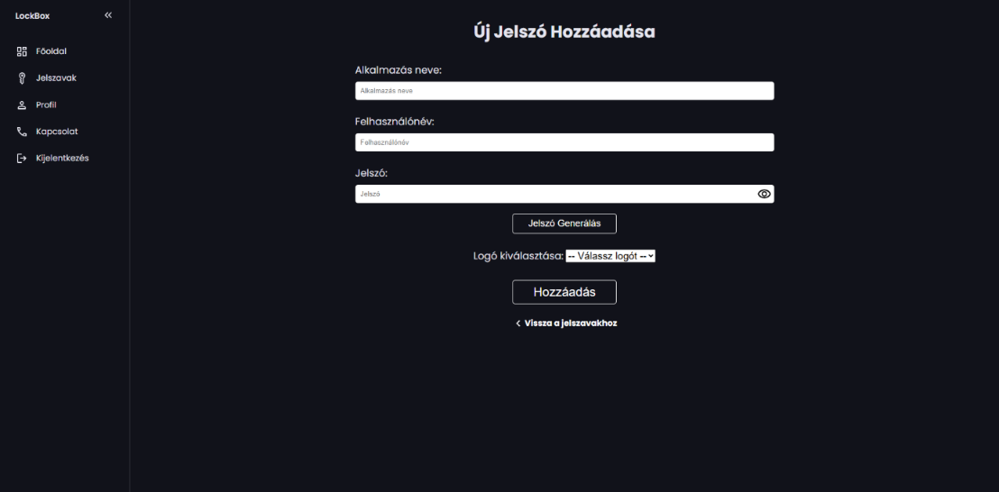 LockBox
Főoldal
Jelszavak
Profil
Kapcsolat
Kijelentkezés
Új Jelszó Hozzáadása
Alkalmazás neve:
Alkalmazás neve
Felhasználónév:
Felhasználónév
Jelszó:
Jelszó
Jelszó Generálás
Logó kiválasztása: -- Válassz logót --
Hozzáadás
Vissza a jelszavakhoz